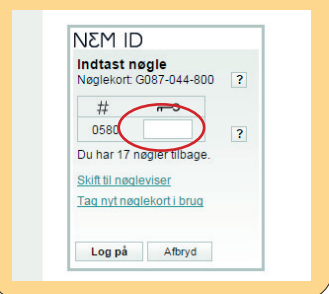 NEM ID
Indtast nøgle
Nøglekort: G087-044-800 ?
#
0580 ?
Du har 17 nøgler tilbage.
Skift til nøgleviser
Tag nyt nøglekort i brug
Log på Afbryd